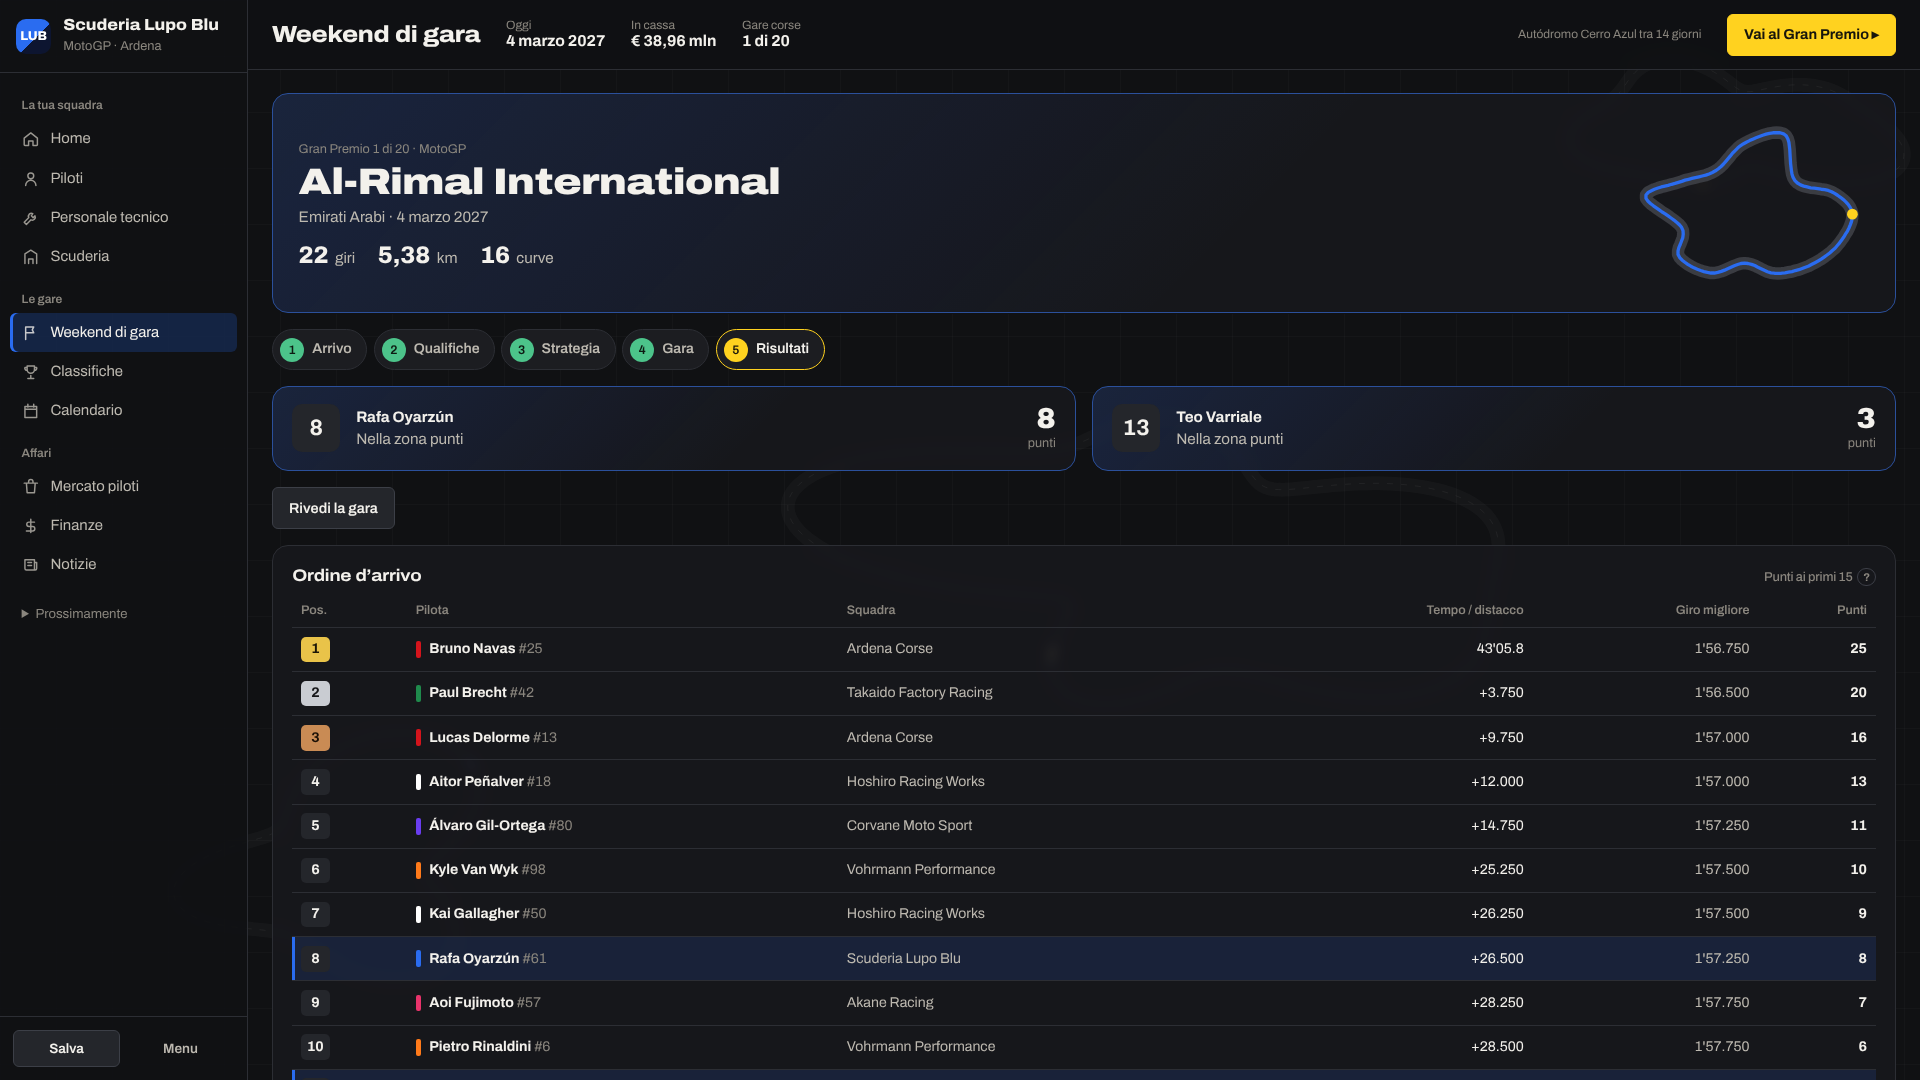 LUB
Scuderia Lupo Blu
MotoGP · Ardena
La tua squadra
Home
Piloti
Personale tecnico
Scuderia
Le gare
Weekend di gara
Classifiche
Calendario
Affari
Mercato piloti
Finanze
Notizie
Prossimamente
Salva
Menu
Weekend di gara
Oggi
4 marzo 2027
In cassa
€ 38,96 mln
Gare corse
1 di 20
Autódromo Cerro Azul tra 14 giorni
Vai al Gran Premio ▸
Gran Premio 1 di 20 · MotoGP
Al-Rimal International
Emirati Arabi · 4 marzo 2027
22 giri 5,38 km 16 curve
1 Arrivo
2 Qualifiche
3 Strategia
4 Gara
5 Risultati
8 Rafa Oyarzún
Nella zona punti
8 punti
13 Teo Varriale
Nella zona punti
3 punti
Rivedi la gara
Ordine d’arrivo
Punti ai primi 15 ?
Pos. Pilota Squadra Tempo / distacco Giro migliore Punti
1 Bruno Navas #25 Ardena Corse 43'05.8 1'56.750 25
2 Paul Brecht #42 Takaido Factory Racing +3.750 1'56.500 20
3 Lucas Delorme #13 Ardena Corse +9.750 1'57.000 16
4 Aitor Peñalver #18 Hoshiro Racing Works +12.000 1'57.000 13
5 Álvaro Gil-Ortega #80 Corvane Moto Sport +14.750 1'57.250 11
6 Kyle Van Wyk #98 Vohrmann Performance +25.250 1'57.500 10
7 Kai Gallagher #50 Hoshiro Racing Works +26.250 1'57.500 9
8 Rafa Oyarzún #61 Scuderia Lupo Blu +26.500 1'57.250 8
9 Aoi Fujimoto #57 Akane Racing +28.250 1'57.750 7
10 Pietro Rinaldini #6 Vohrmann Performance +28.500 1'57.750 6